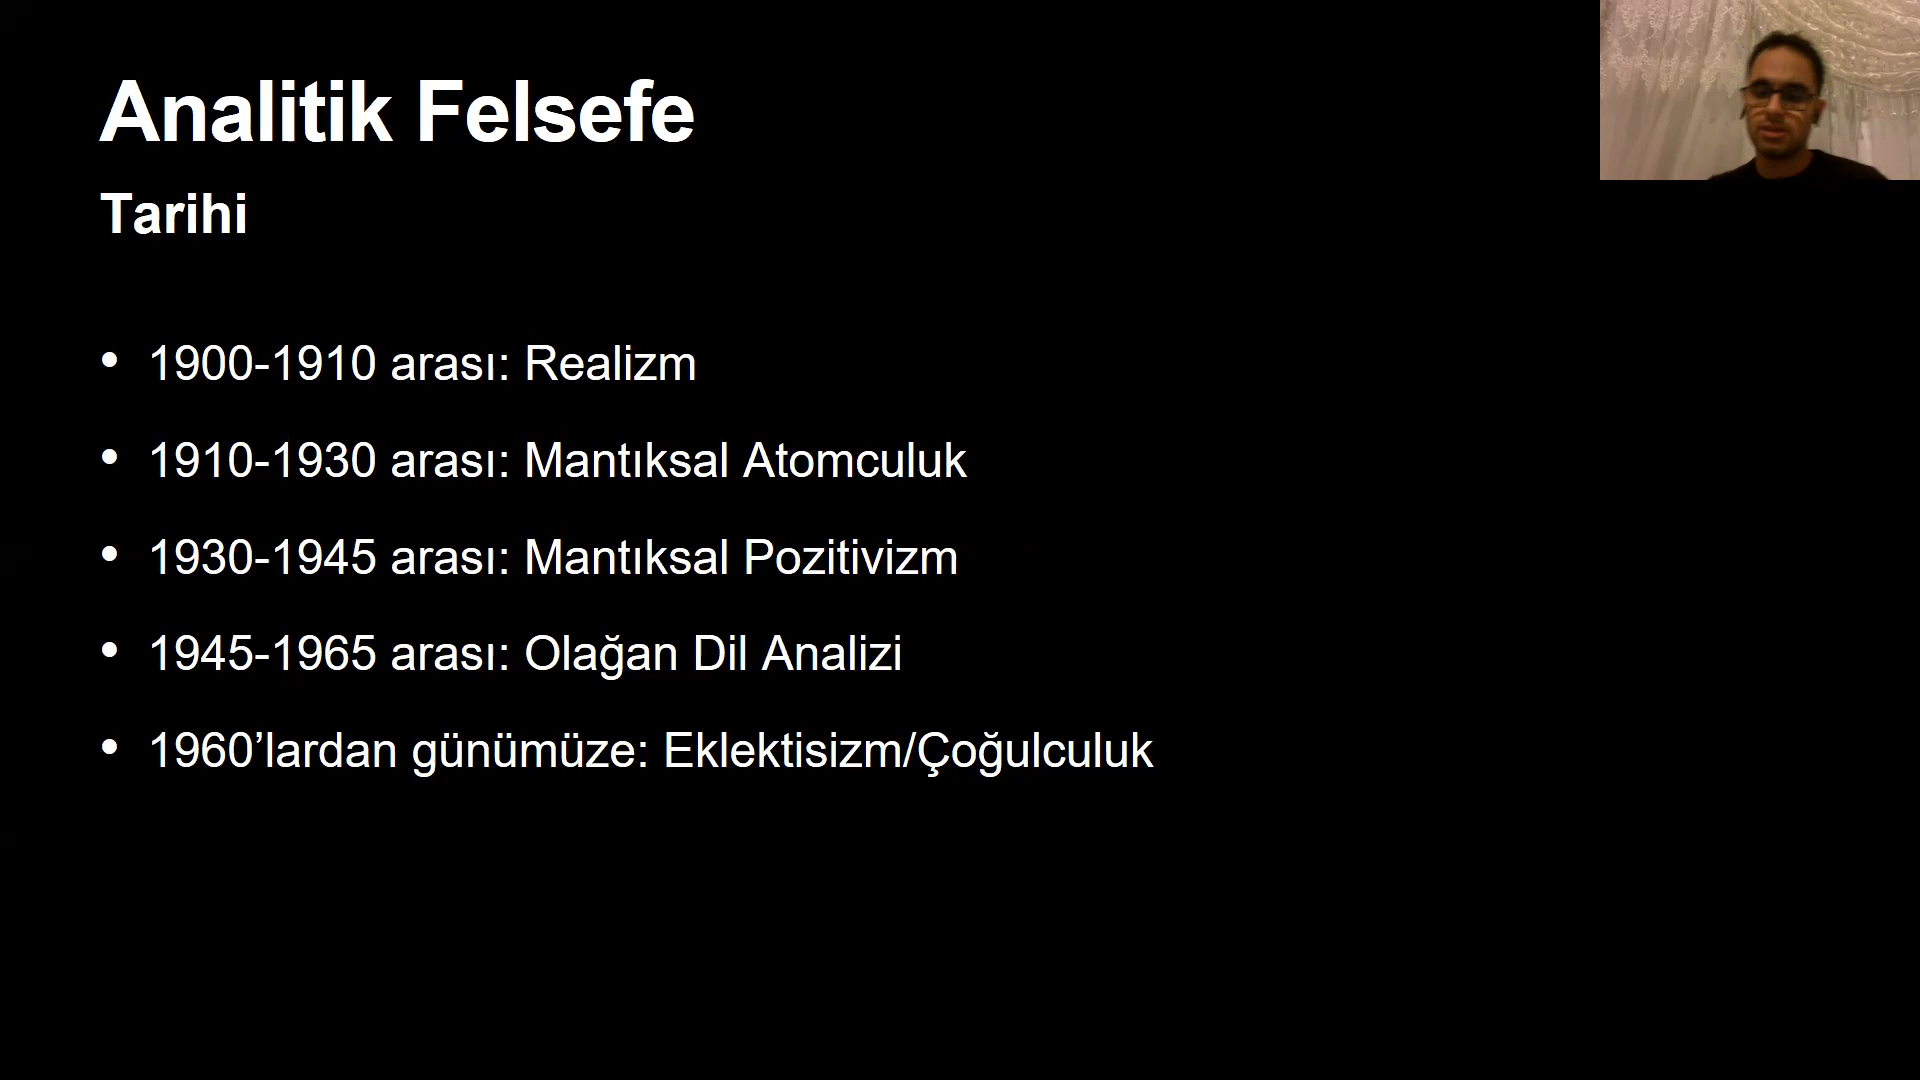 Analitik Felsefe
Tarihi
• 1900-1910 arası: Realizm
• 1910-1930 arası: Mantıksal Atomculuk
• 1930-1945 arası: Mantıksal Pozitivizm
• 1945-1965 arası: Olağan Dil Analizi
• 1960’lardan günümüze: Eklektisizm/Çoğulculuk